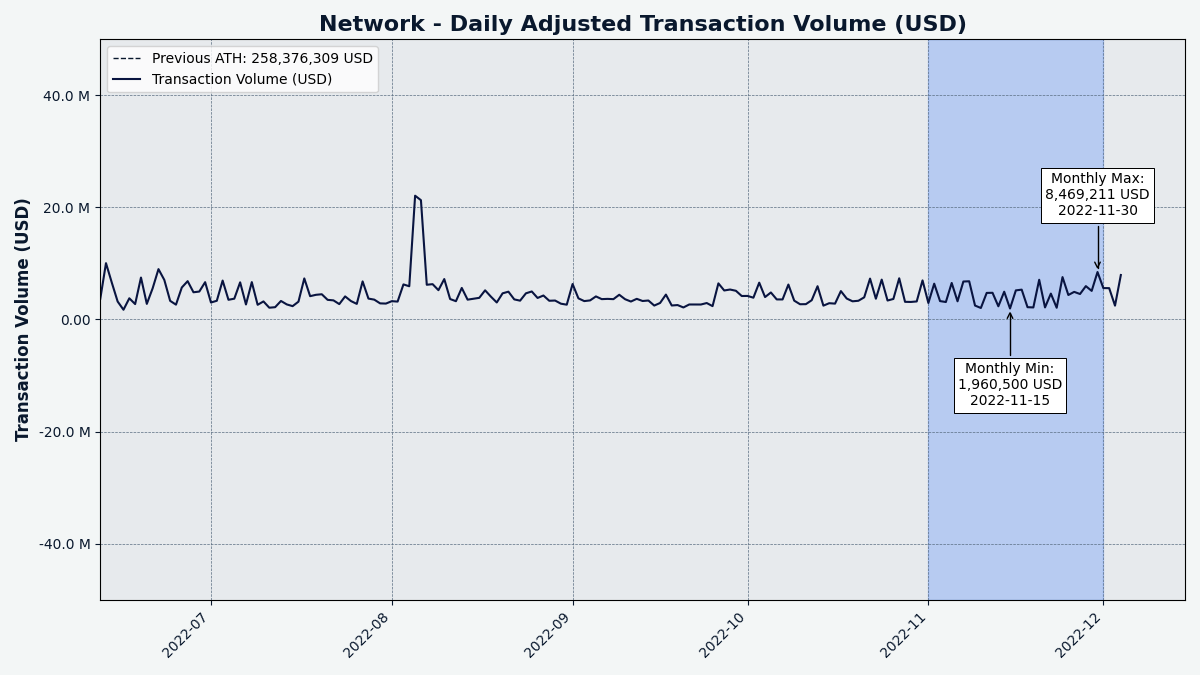 Network - Daily Adjusted Transaction Volume (USD)
Previous ATH: 258,376,309 USD
Transaction Volume (USD)
Transaction Volume (USD)
40.0 M
20.0 M
0.00
-20.0 M
-40.0 M
Monthly Max:
8,469,211 USD
2022-11-30
Monthly Min:
1,960,500 USD
2022-11-15
2022-07
2022-08
2022-09
2022-10
2022-11
2022-12